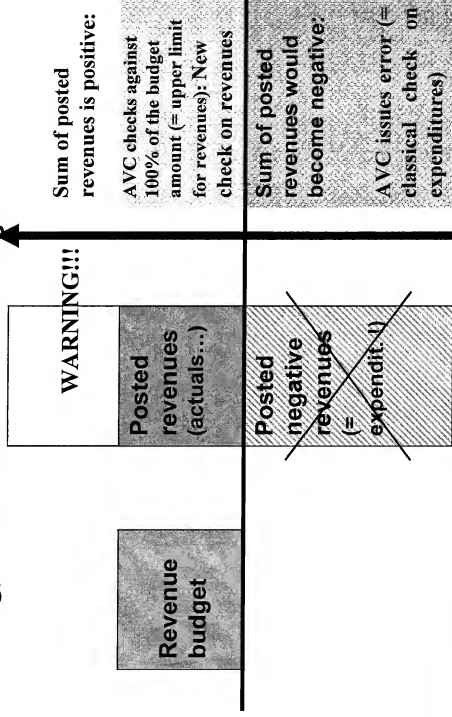 Sum of posted
revenues is positive:
WARNING!!!
AVC checks against
100% of the budget
amount (= upper limit
for revenues): New
check on revenues
Posted
revenues
(actuals...)
Revenue
budget
Sum of posted
revenues would
become negative:
Posted
negative
revenues
(=
expendit.!)
AVC issues error (=
classical check on
expenditures)